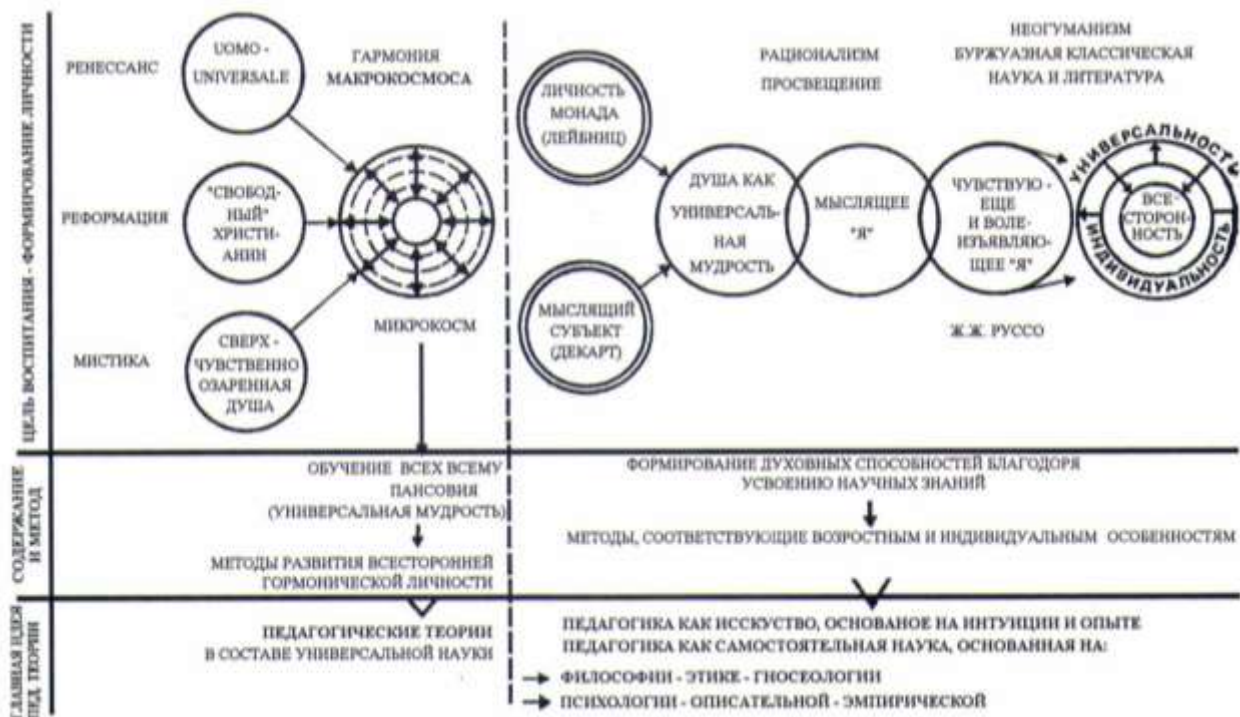 ЦЕЛЬ ВОСПИТАНИЯ - ФОРМИРОВАНИЕ ЛИЧНОСТИ
РЕНЕССАНС
UOMO -
UNIVERSALE
ГАРМОНИЯ
МАКРОКОСМОСА
РЕФОРМАЦИЯ
"СВОБОД-
НЫЙ"
ХРИСТИ-
АНИН
МИКРОКОСМ
МИСТИКА
СВЕРХ -
ЧУВСТВЕННО
ОЗАРЕННАЯ
ДУША
ЛИЧНОСТЬ
МОНАДА
(ЛЕЙБНИЦ)
МЫСЛЯЩИЙ
СУБЪЕКТ
(ДЕКАРТ)
РАЦИОНАЛИЗМ
ПРОСВЕЩЕНИЕ
ДУША КАК
УНИВЕРСАЛЬ-
НАЯ
МУДРОСТЬ
МЫСЛЯЩЕЕ
"Я"
НЕОГУМАНИЗМ
БУРЖУАЗНАЯ КЛАССИЧЕСКАЯ
НАУКА И ЛИТЕРАТУРА
ЧУВСТВУЮ -
ЕЩЕ
И ВОЛЕ-
ИЗЪЯВЛЯЮ-
ЩЕЕ "Я"
Ж.Ж. РУССО
УНИВЕРСАЛЬНОСТЬ
ВСЕ-
СТОРОН-
НОСТЬ
ИНДИВИДУАЛЬНОСТЬ
СОДЕРЖАНИЕ
И МЕТОД
ОБУЧЕНИЕ ВСЕХ ВСЕМУ
ПАНСОВИЯ
(УНИВЕРСАЛЬНАЯ МУДРОСТЬ)
МЕТОДЫ РАЗВИТИЯ ВСЕСТОРОННЕЙ
ГОРМОНИЧЕСКОЙ ЛИЧНОСТИ
ФОРМИРОВАНИЕ ДУХОВНЫХ СПОСОБНОСТЕЙ БЛАГОДОРЯ
УСВОЕНИЮ НАУЧНЫХ ЗНАНИЙ
МЕТОДЫ, СООТВЕТСТВУЮЩИЕ ВОЗРОСТНЫМ И ИНДИВИДУАЛЬНЫМ ОСОБЕННОСТЯМ
ГЛАВНАЯ ИДЕЯ
ПЕД. ТЕОРИИ
ПЕДАГОГИЧЕСКИЕ ТЕОРИИ
В СОСТАВЕ УНИВЕРСАЛЬНОЙ НАУКИ
ПЕДАГОГИКА КАК ИССКУСТВО, ОСНОВАНОЕ НА ИНТУИЦИИ И ОПЫТЕ
ПЕДАГОГИКА КАК САМОСТОЯТЕЛЬНАЯ НАУКА, ОСНОВАННАЯ НА:
ФИЛОСОФИИ - ЭТИКЕ - ГНОСЕОЛОГИИ
ПСИХОЛОГИИ - ОПИСАТЕЛЬНОЙ - ЭМПИРИЧЕСКОЙ